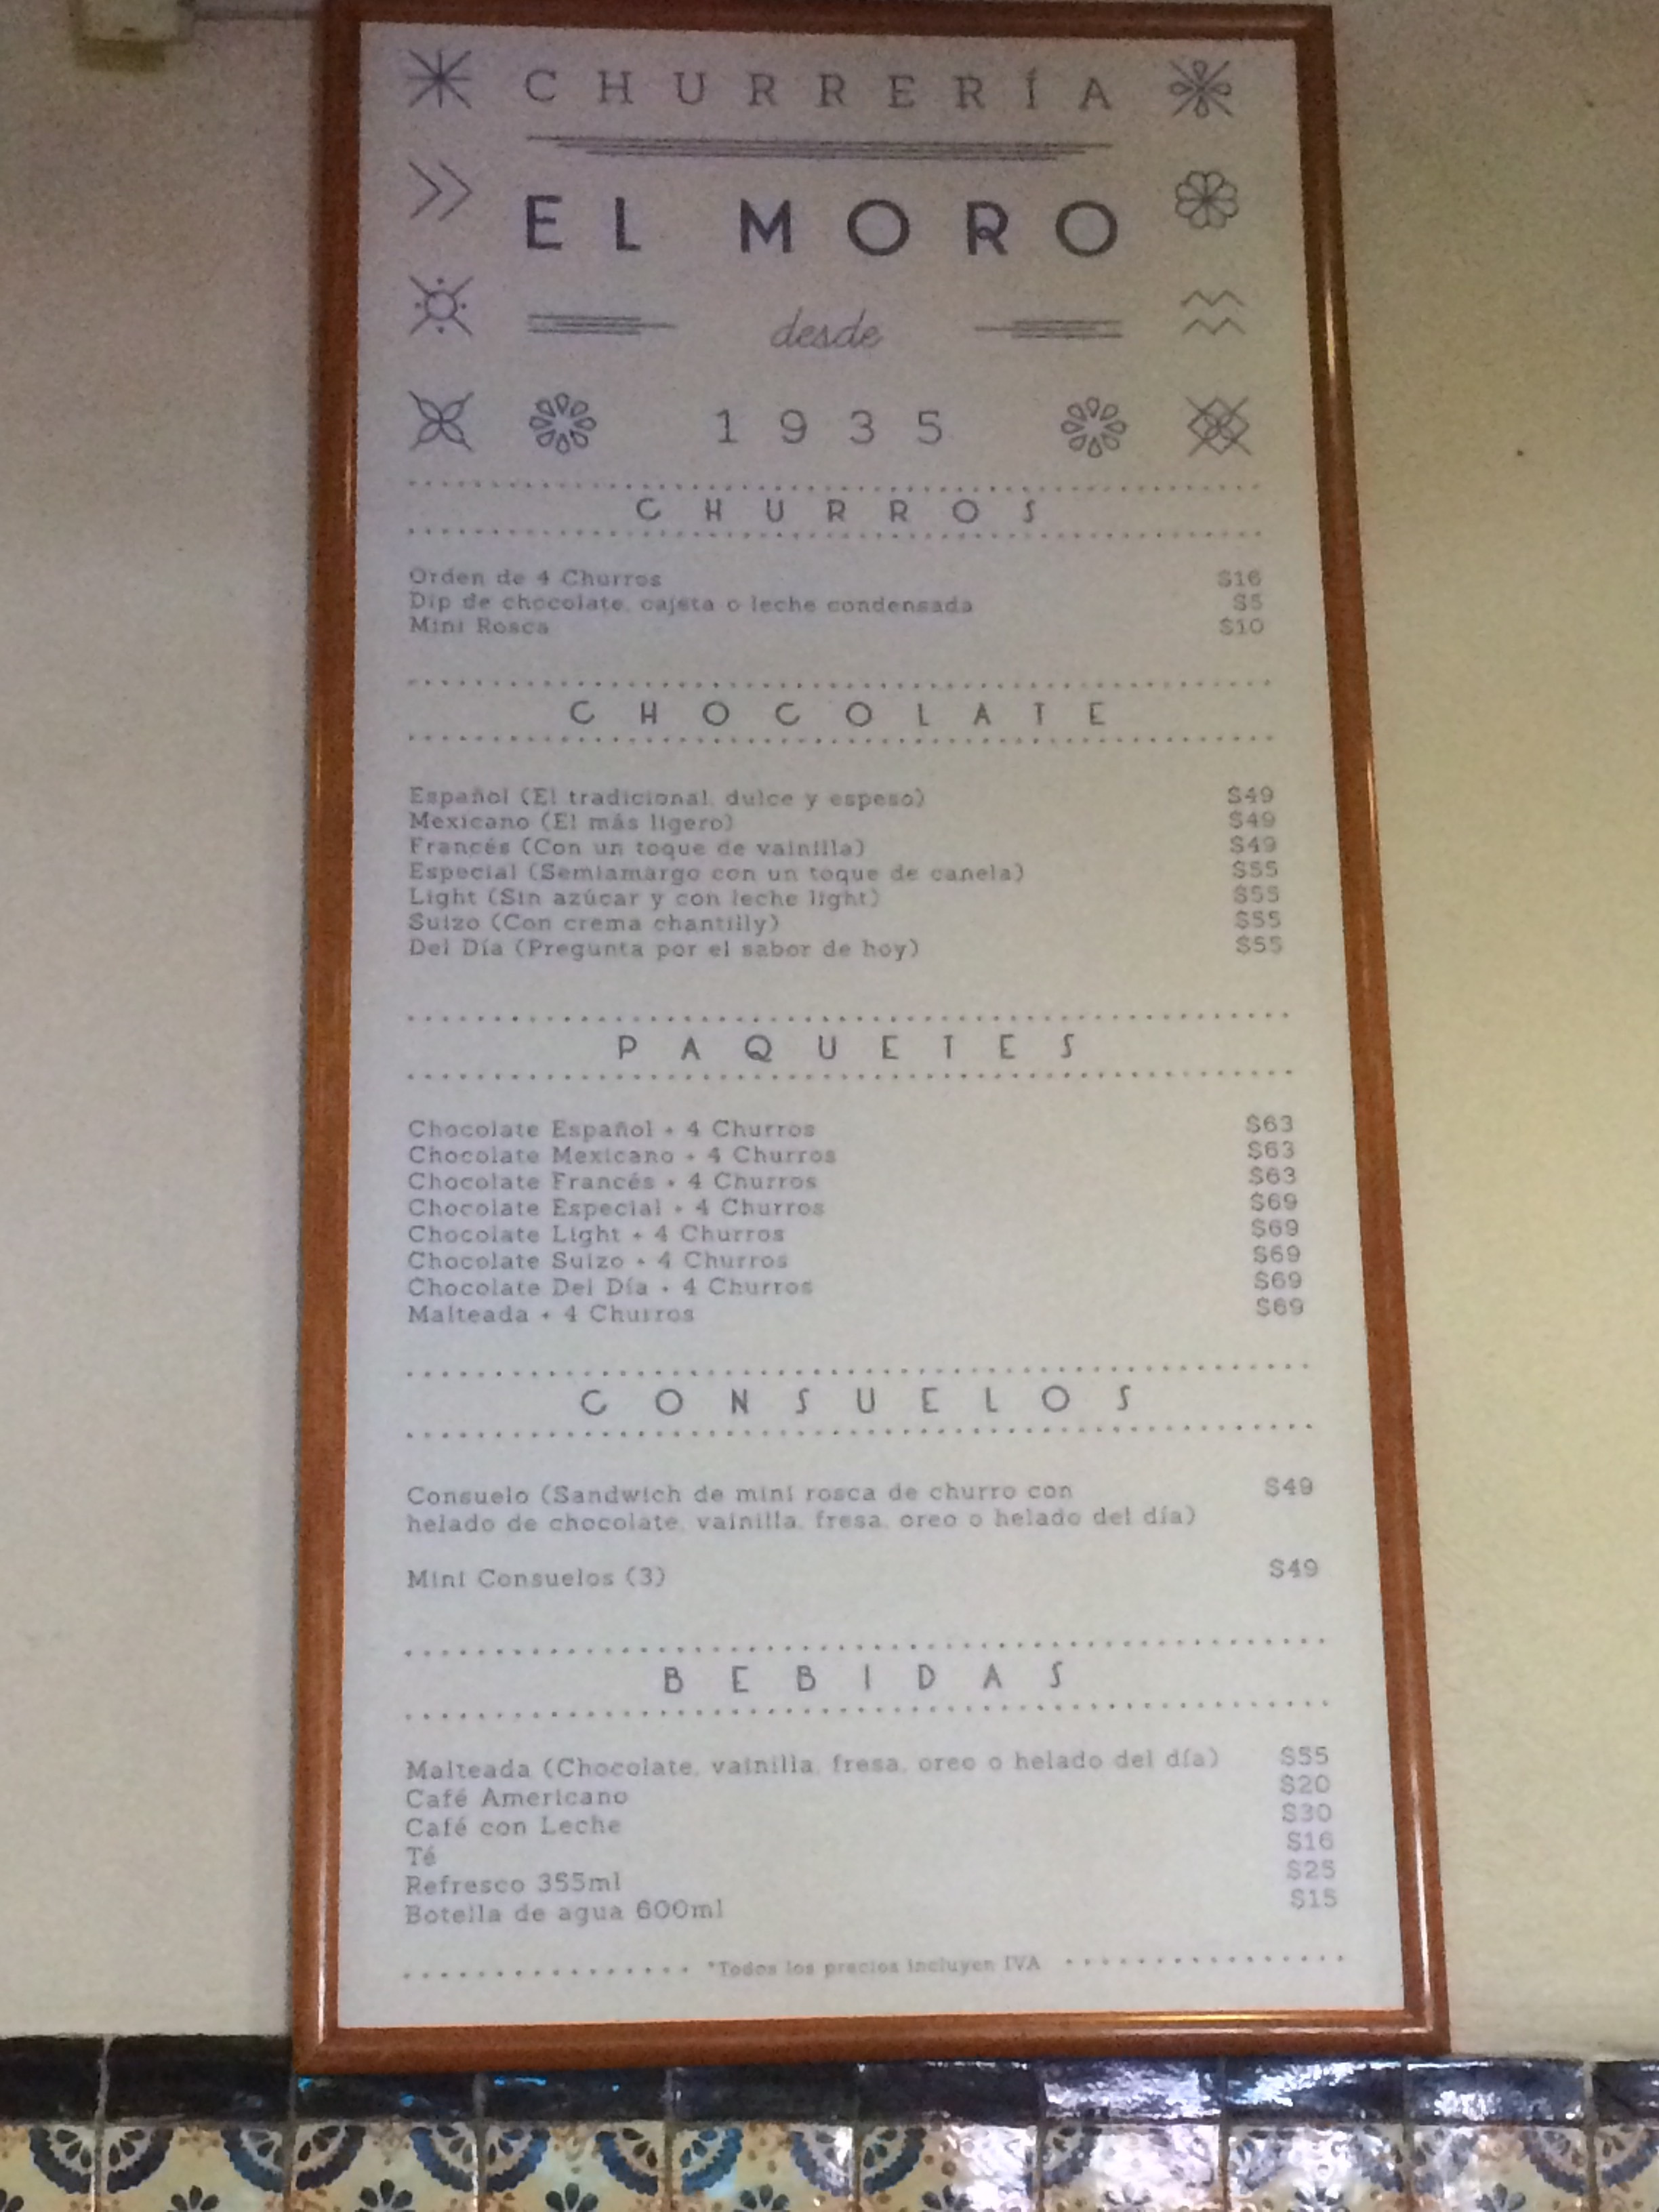 CHURRERÍA
EL MORO
desde
1935
CHURROS
Orden de 4 Churros $16
Dip de chocolate, cajeta o leche condensada $5
Mini Rosca $10
CHOCOLATE
Español (El tradicional, dulce y espeso) $49
Mexicano (El más ligero) $49
Francés (Con un toque de vainilla) $49
Especial (Semiamargo con un toque de canela) $55
Light (Sin azúcar y con leche light) $55
Suizo (Con crema chantilly) $55
Del Día (Pregunta por el sabor de hoy) $55
PAQUETES
Chocolate Español + 4 Churros $63
Chocolate Mexicano + 4 Churros $63
Chocolate Francés + 4 Churros $63
Chocolate Especial + 4 Churros $69
Chocolate Light + 4 Churros $69
Chocolate Suizo + 4 Churros $69
Chocolate Del Día + 4 Churros $69
Malteada + 4 Churros $69
CONSUELOS
Consuelo (Sandwich de mini rosca de churro con $49
helado de chocolate, vainilla, fresa, oreo o helado del día)
Mini Consuelos (3) $49
BEBIDAS
Malteada (Chocolate, vainilla, fresa, oreo o helado del día) $55
Café Americano $20
Café con Leche $30
Té $16
Refresco 355ml $25
Botella de agua 600ml $15
*Todos los precios incluyen IVA